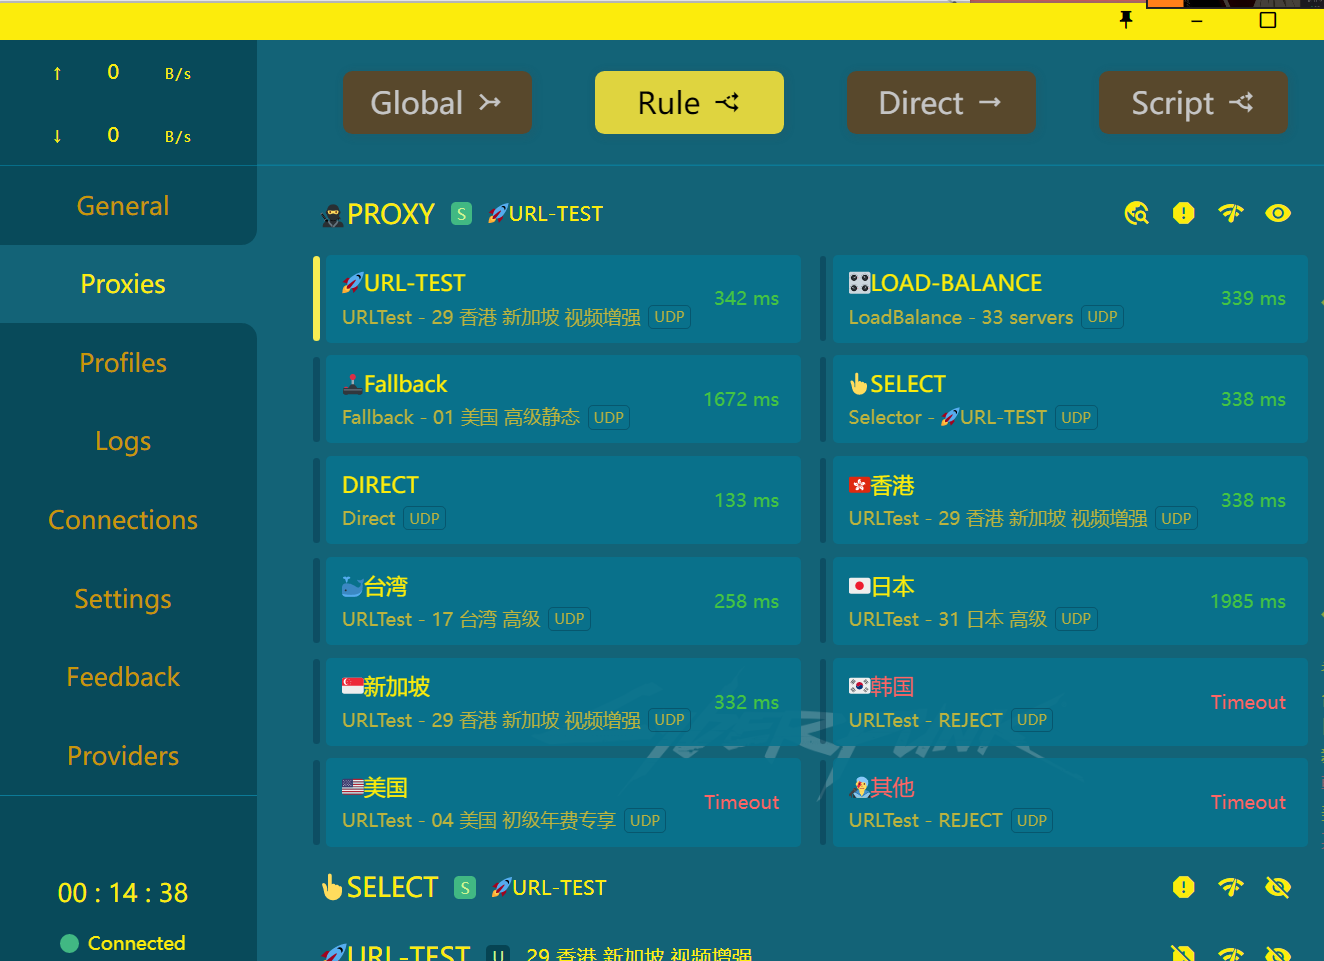 ↑ 0 B/s
↓ 0 B/s
General
Proxies
Profiles
Logs
Connections
Settings
Feedback
Providers
00 : 14 : 38
Connected
Global
Rule
Direct
Script
PROXY S URL-TEST
URL-TEST
URLTest - 29 香港 新加坡 视频增强 UDP
342 ms
LOAD-BALANCE
LoadBalance - 33 servers UDP
339 ms
Fallback
Fallback - 01 美国 高级静态 UDP
1672 ms
SELECT
Selector - 🚀URL-TEST UDP
338 ms
DIRECT
Direct UDP
133 ms
香港
URLTest - 29 香港 新加坡 视频增强 UDP
338 ms
台湾
URLTest - 17 台湾 高级 UDP
258 ms
日本
URLTest - 31 日本 高级 UDP
1985 ms
新加坡
URLTest - 29 香港 新加坡 视频增强 UDP
332 ms
韩国
URLTest - REJECT UDP
Timeout
美国
URLTest - 04 美国 初级年费专享 UDP
Timeout
其他
URLTest - REJECT UDP
Timeout
SELECT S URL-TEST
URL-TEST U 29 香港 新加坡 视频增强